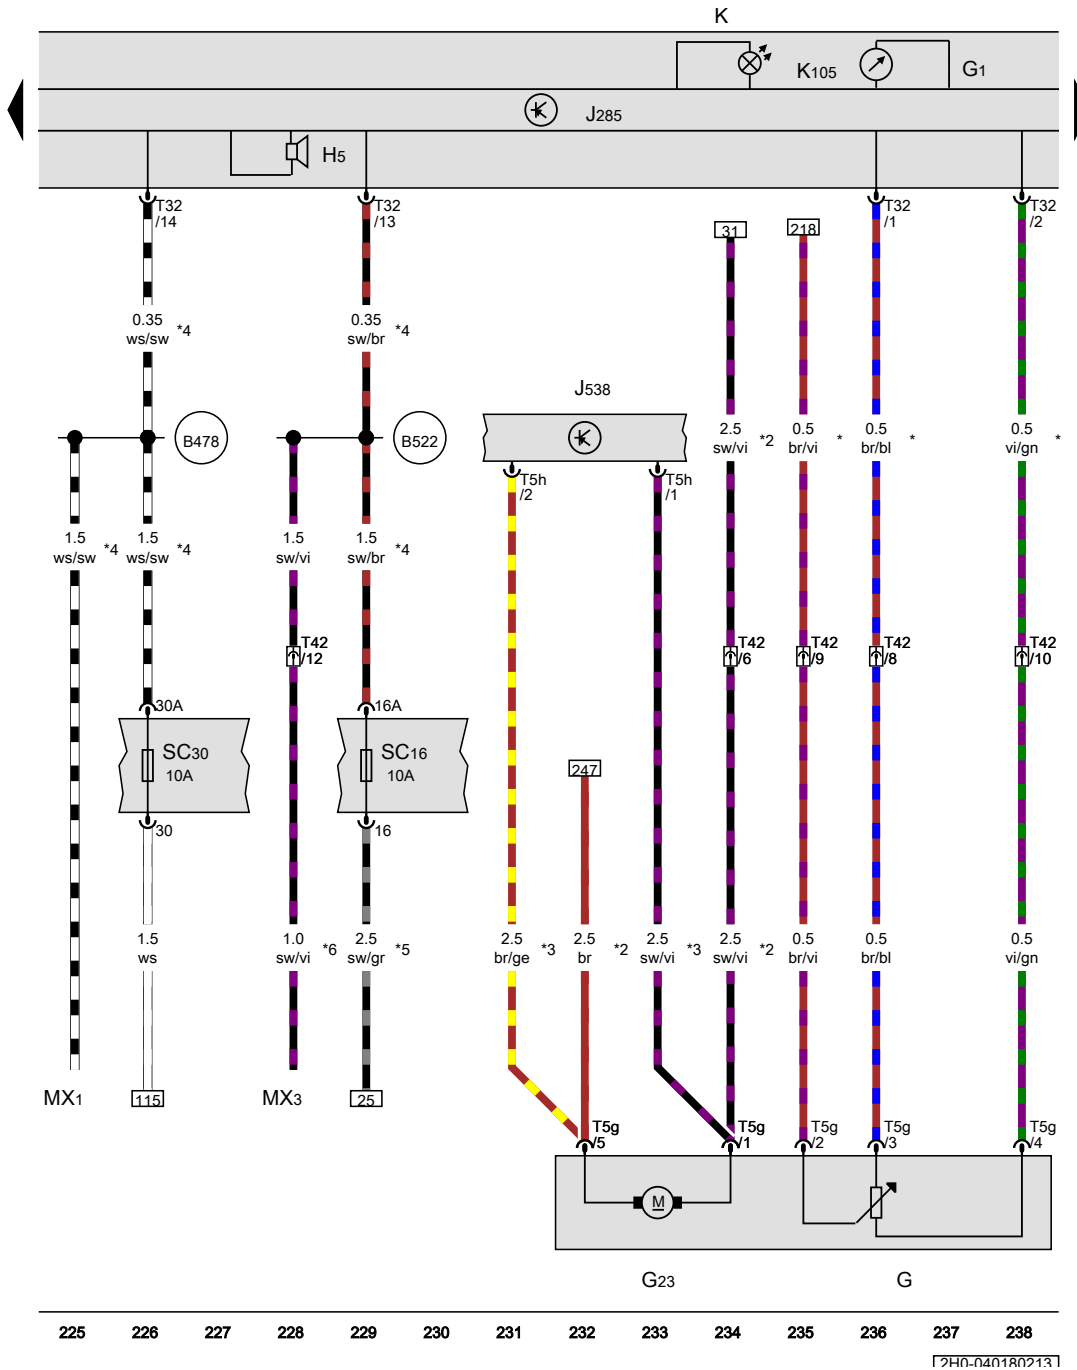 K
K105
G1
J285
H5
T32
/14
T32
/13
T32
/1
T32
/2
31
218
0.35
ws/sw
*4
0.35
sw/br
*4
J538
B478
B522
2.5
sw/vi
*2
0.5
br/vi
*
0.5
br/bl
*
0.5
vi/gn
*
T5h
/2
T5h
/1
1.5
ws/sw
*4
1.5
ws/sw
*4
1.5
sw/vi
1.5
sw/br
*4
T42
/12
T42
/6
T42
/9
T42
/8
T42
/10
30A
16A
SC30
10A
SC16
10A
247
30
16
1.5
ws
1.0
sw/vi
*6
2.5
sw/gr
*5
2.5
br/ge
*3
2.5
br
*2
2.5
sw/vi
*3
2.5
sw/vi
*2
0.5
br/vi
0.5
br/bl
0.5
vi/gn
MX1
115
MX3
25
T5g
/5
T5g
/1
T5g
/2
T5g
/3
T5g
/4
M
G23
G
225 226 227 228 229 230 231 232 233 234 235 236 237 238
2H0-040180213